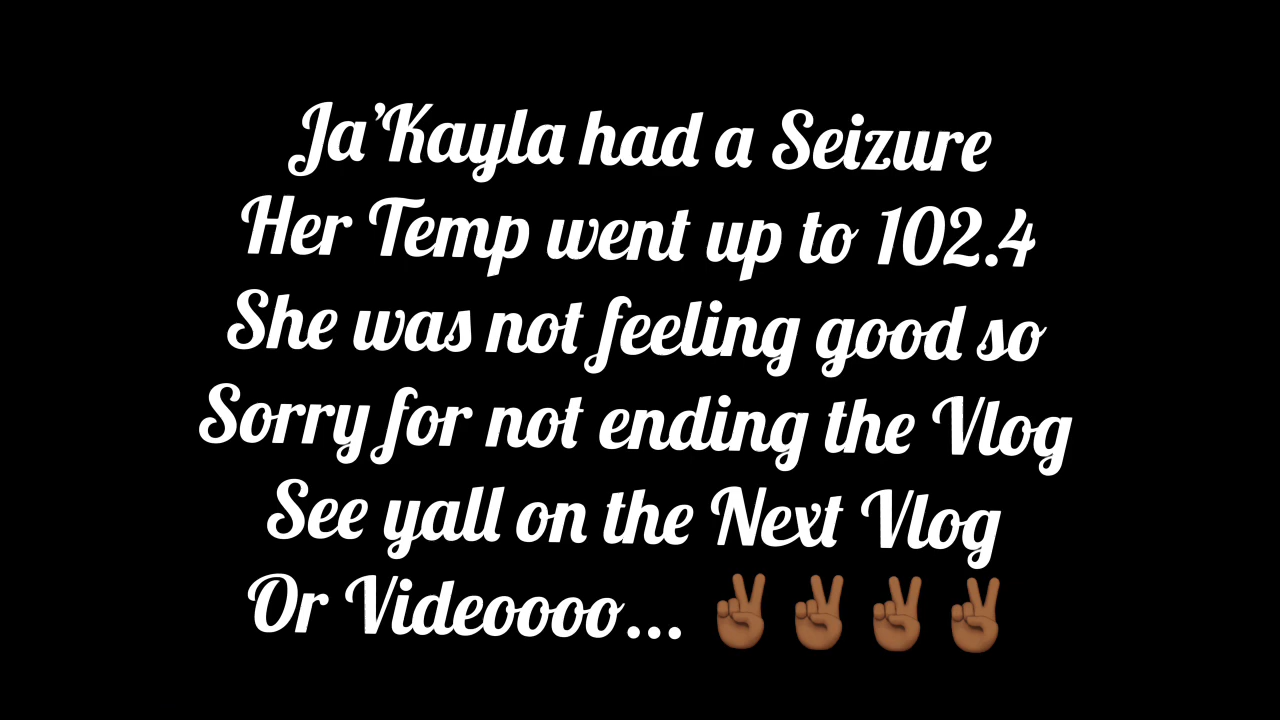 Ja’Kayla had a Seizure
Her Temp went up to 102.4
She was not feeling good so
Sorry for not ending the Vlog
See yall on the Next Vlog
Or Videoooo... ✌🏾✌🏾✌🏾✌🏾